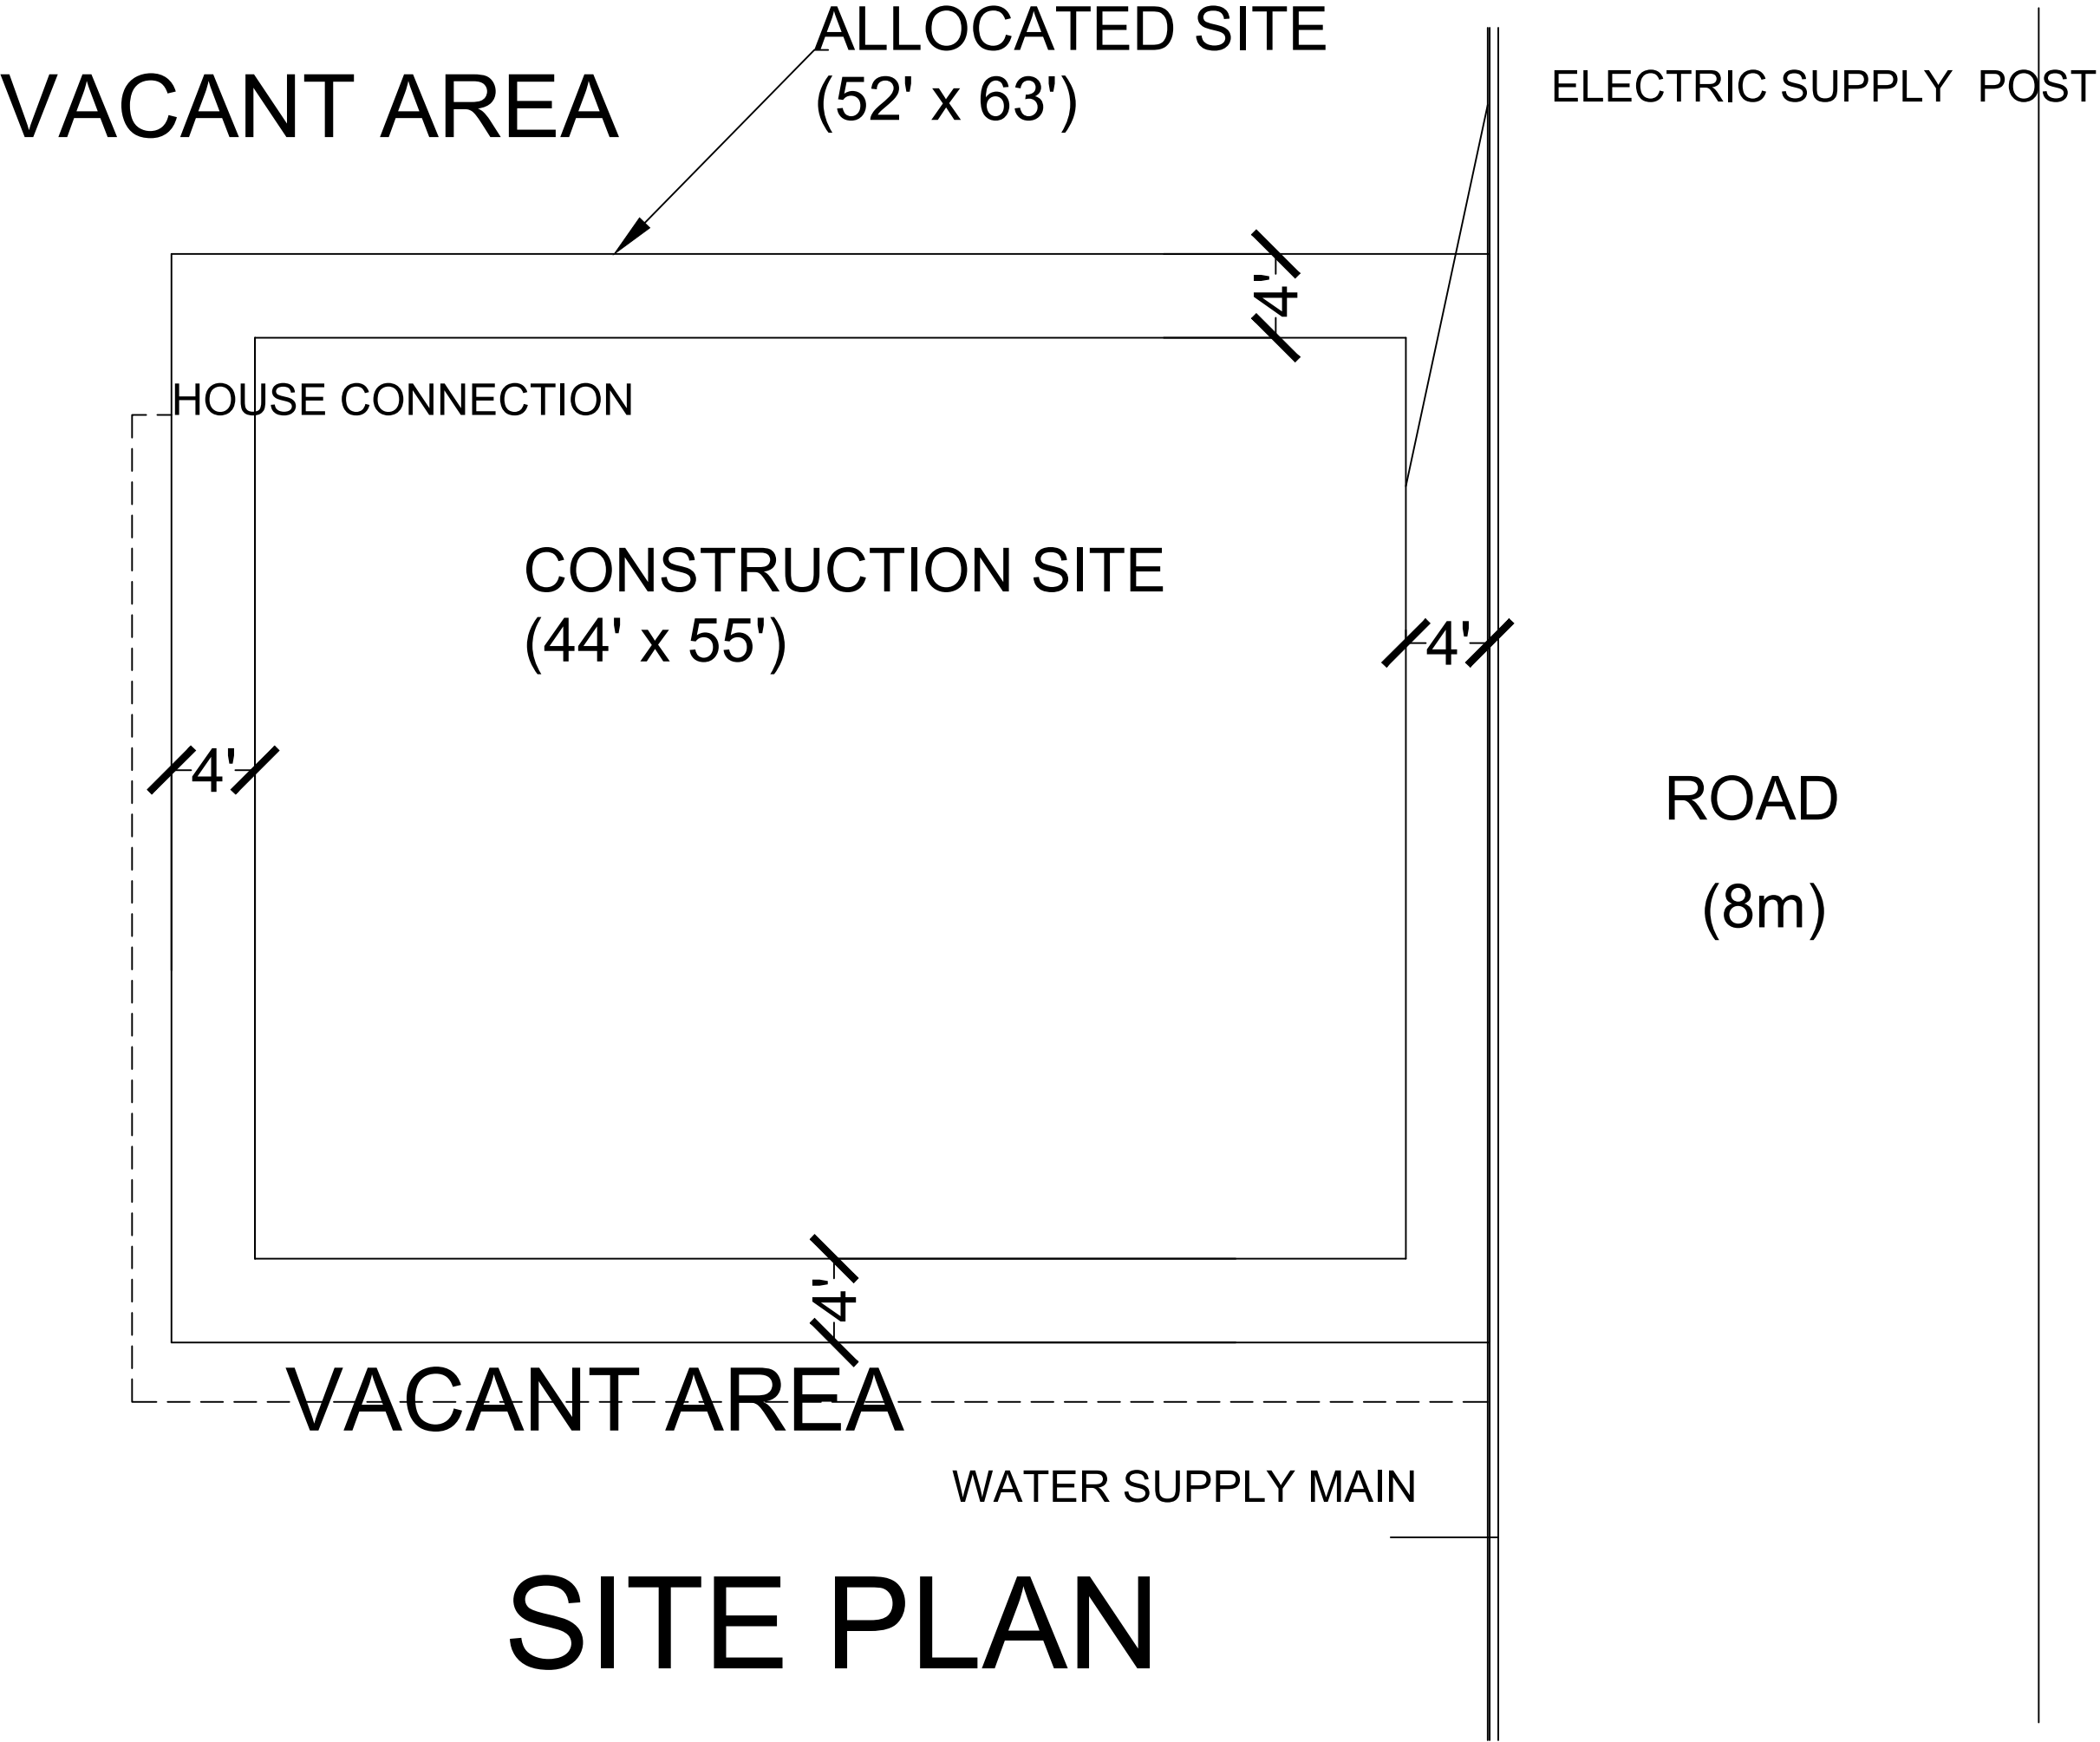 ALLOCATED SITE
(52' x 63')
VACANT AREA
ELECTRIC SUPPLY POST
4'
HOUSE CONNECTION
CONSTRUCTION SITE
(44' x 55')
4'
4'
ROAD
(8m)
4'
VACANT AREA
WATER SUPPLY MAIN
SITE PLAN